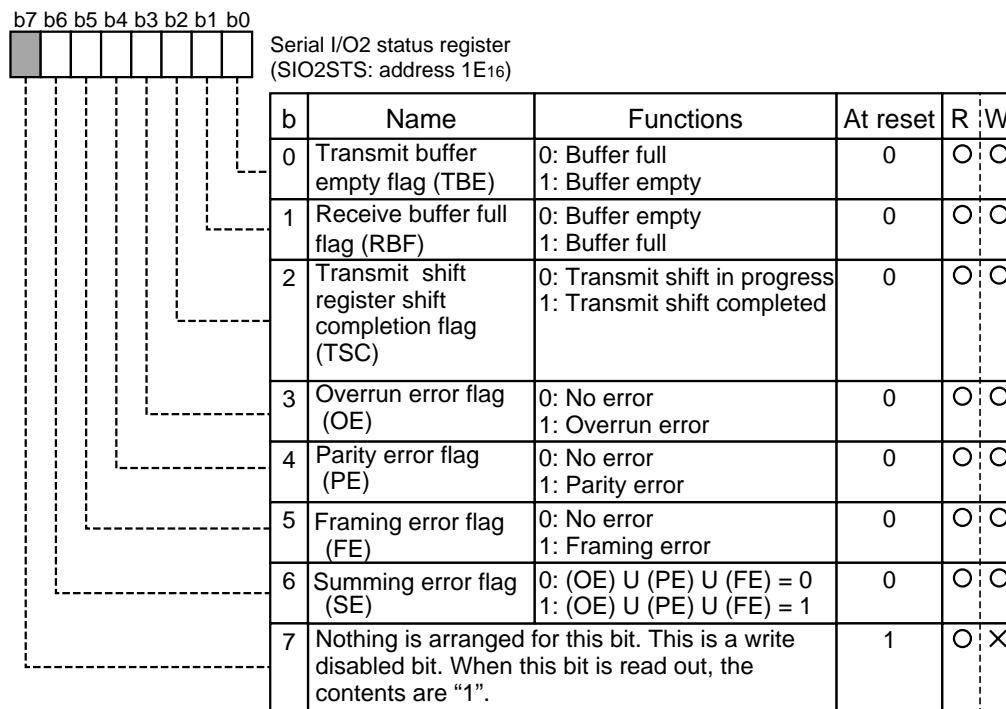 b7 b6 b5 b4 b3 b2 b1 b0
Serial I/O2 status register
(SIO2STS: address 1E16)
b Name Functions At reset R W
0 Transmit buffer 0: Buffer full 0 O O
empty flag (TBE) 1: Buffer empty
1 Receive buffer full 0: Buffer empty 0 O O
flag (RBF) 1: Buffer full
2 Transmit shift 0: Transmit shift in progress 0 O O
register shift 1: Transmit shift completed
completion flag
(TSC)
3 Overrun error flag 0: No error 0 O O
(OE) 1: Overrun error
4 Parity error flag 0: No error 0 O O
(PE) 1: Parity error
5 Framing error flag 0: No error 0 O O
(FE) 1: Framing error
6 Summing error flag 0: (OE) U (PE) U (FE) = 0 0 O O
(SE) 1: (OE) U (PE) U (FE) = 1
7 Nothing is arranged for this bit. This is a write 1 O ×
disabled bit. When this bit is read out, the
contents are “1”.